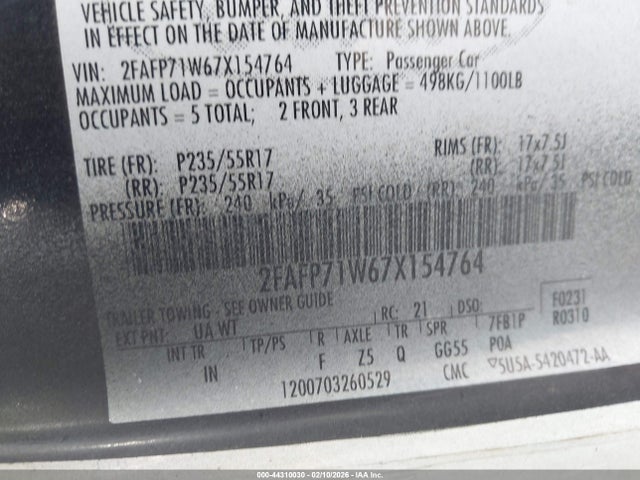 VEHICLE SAFETY, BUMPER, AND THEFT PREVENTION STANDARDS
IN EFFECT ON THE DATE OF MANUFACTURE SHOWN ABOVE.
VIN: 2FAFP71W67X154764 TYPE: Passenger Car
MAXIMUM LOAD = OCCUPANTS + LUGGAGE = 498KG/1100LB
OCCUPANTS = 5 TOTAL; 2 FRONT, 3 REAR
TIRE (FR): P235/55R17 RIMS (FR): 17x7.5J
(RR): P235/55R17 (RR): 17x7.5J
PRESSURE (FR): 240 kPa/ 35 PSI COLD (RR): 240 kPa/ 35 PSI COLD
2FAFP71W67X154764
TRAILER TOWING - SEE OWNER GUIDE
EXT PNT: UA WT RC: 21 DSO: F0231
INT TR TP/PS R AXLE TR SPR 7FB1P R0310
IN F Z5 Q GG55 POA
1200703260529 CMC ▽SU5A-5420472-AA
000-44310030 - 02/10/2026 - IAA Inc.